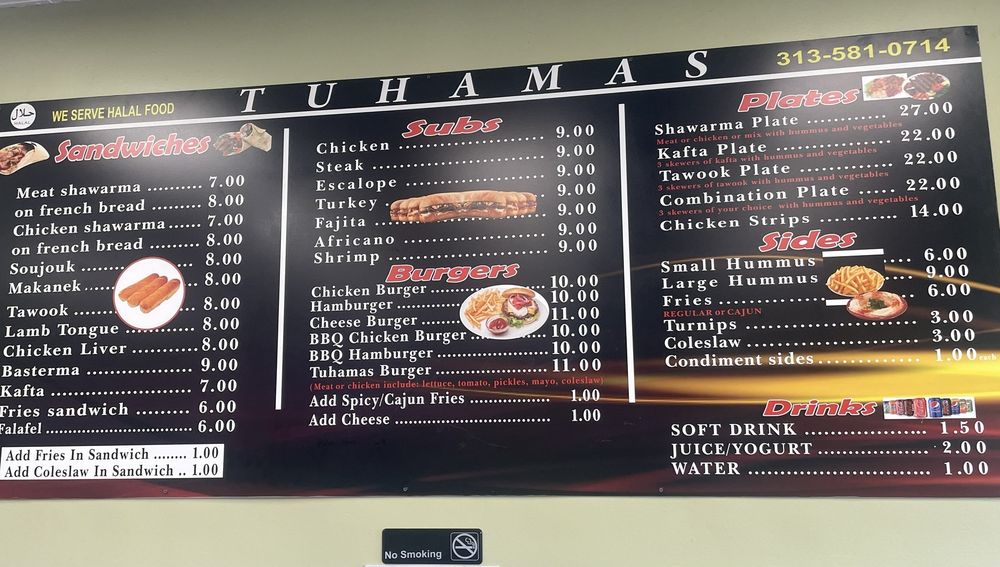 حلال
HALAL
WE SERVE HALAL FOOD
TUHAMAS
313-581-0714
Sandwiches
Meat shawarma .......... 7.00
on french bread .......... 8.00
Chicken shawarma ...... 7.00
on french bread .......... 8.00
Soujouk .......... 8.00
Makanek .......... 8.00
Tawook .......... 8.00
Lamb Tongue .......... 8.00
Chicken Liver .......... 8.00
Basterma .......... 9.00
Kafta .......... 7.00
Fries sandwich ......... 6.00
Falafel .......... 6.00
Add Fries In Sandwich ........ 1.00
Add Coleslaw In Sandwich .. 1.00
Subs
Chicken .......... 9.00
Steak .......... 9.00
Escalope .......... 9.00
Turkey .......... 9.00
Fajita .......... 9.00
Africano .......... 9.00
Shrimp .......... 9.00
Burgers
Chicken Burger .......... 10.00
Hamburger .......... 10.00
Cheese Burger .......... 11.00
BBQ Chicken Burger .......... 10.00
BBQ Hamburger .......... 10.00
Tuhamas Burger .......... 11.00
(Meat or chicken include: lettuce, tomato, pickles, mayo, coleslaw)
Add Spicy/Cajun Fries .......... 1.00
Add Cheese .......... 1.00
Plates
Shawarma Plate .......... 27.00
Meat or chicken or mix with hummus and vegetables
Kafta Plate .......... 22.00
3 skewers of kafta with hummus and vegetables
Tawook Plate .......... 22.00
3 skewers of tawook with hummus and vegetables
Combination Plate ..... 22.00
3 skewers of your choice with hummus and vegetables
Chicken Strips .......... 14.00
Sides
Small Hummus .... 6.00
Large Hummus .... 9.00
Fries .......... 6.00
REGULAR or CAJUN
Turnips .......... 3.00
Coleslaw .......... 3.00
Condiment sides .......... 1.00 each
Drinks
SOFT DRINK .......... 1.50
JUICE/YOGURT .......... 2.00
WATER .......... 1.00
No Smoking